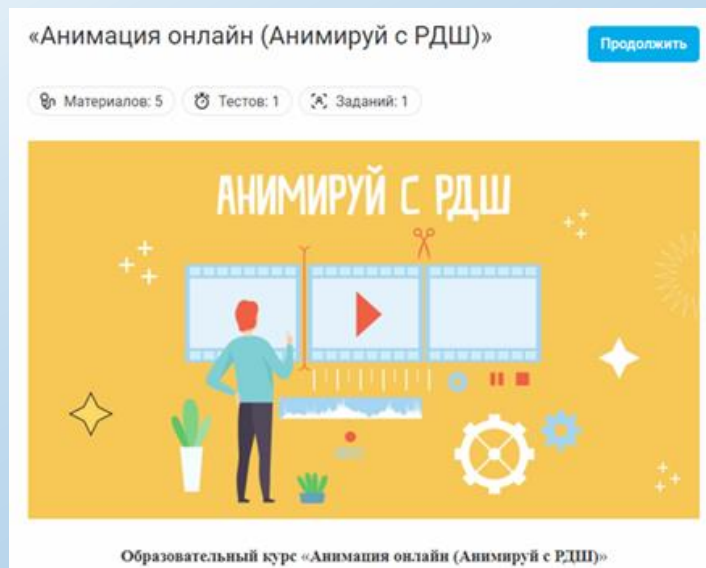 «Анимация онлайн (Анимируй с РДШ)»
Продолжить
Материалов: 5 Тестов: 1 Заданий: 1
АНИМИРУЙ С РДШ
Образовательный курс «Анимация онлайн (Анимируй с РДШ)»